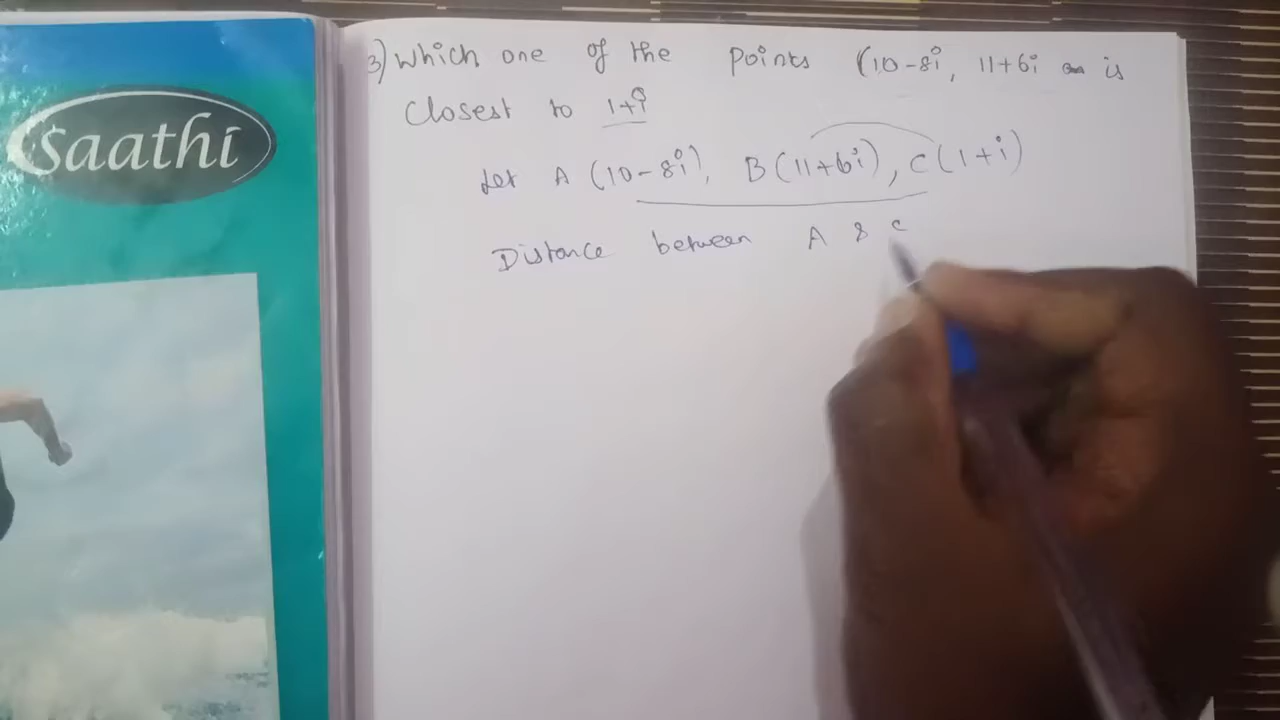 Saathi
3) Which one of the points (10-8i, 11+6i is
closest to 1+i
Let A (10-8i), B (11+6i), C (1+i)
Distance between A & C